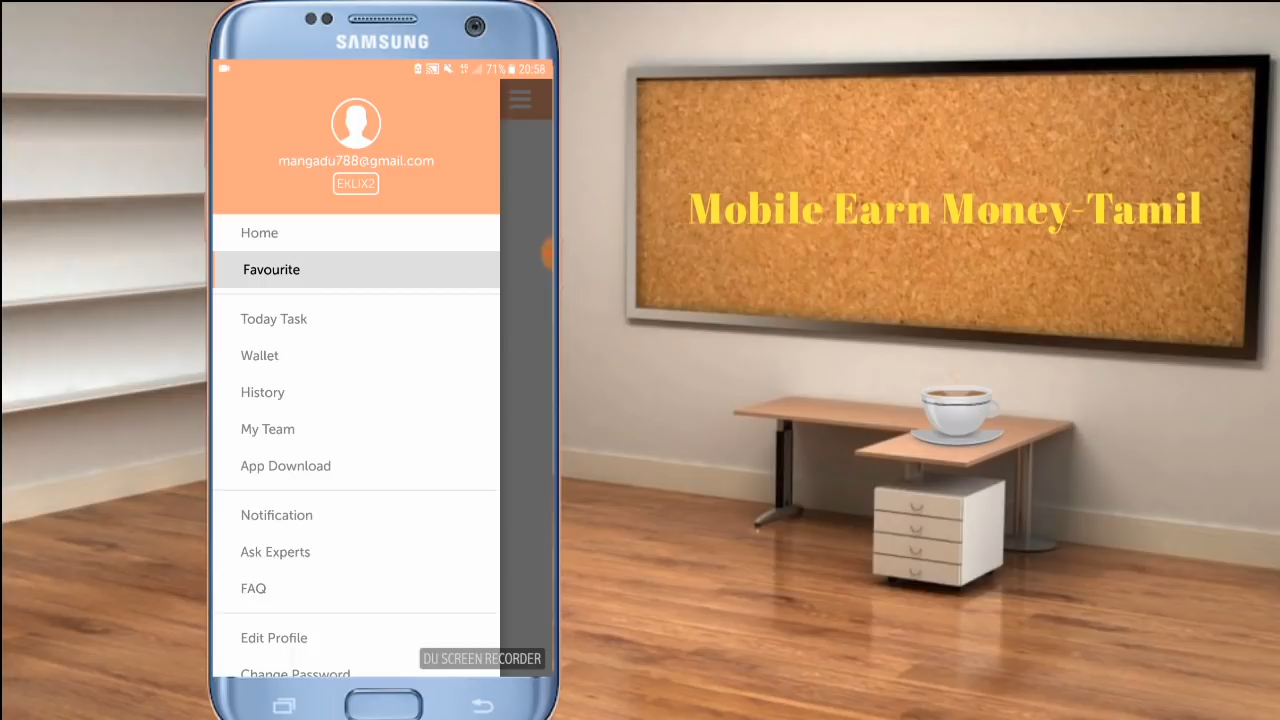 SAMSUNG
71% 20:58
mangadu788@gmail.com
EKLIX2
Home
Favourite
Today Task
Wallet
History
My Team
App Download
Notification
Ask Experts
FAQ
Edit Profile
Change Password
DU SCREEN RECORDER
Mobile Earn Money-Tamil